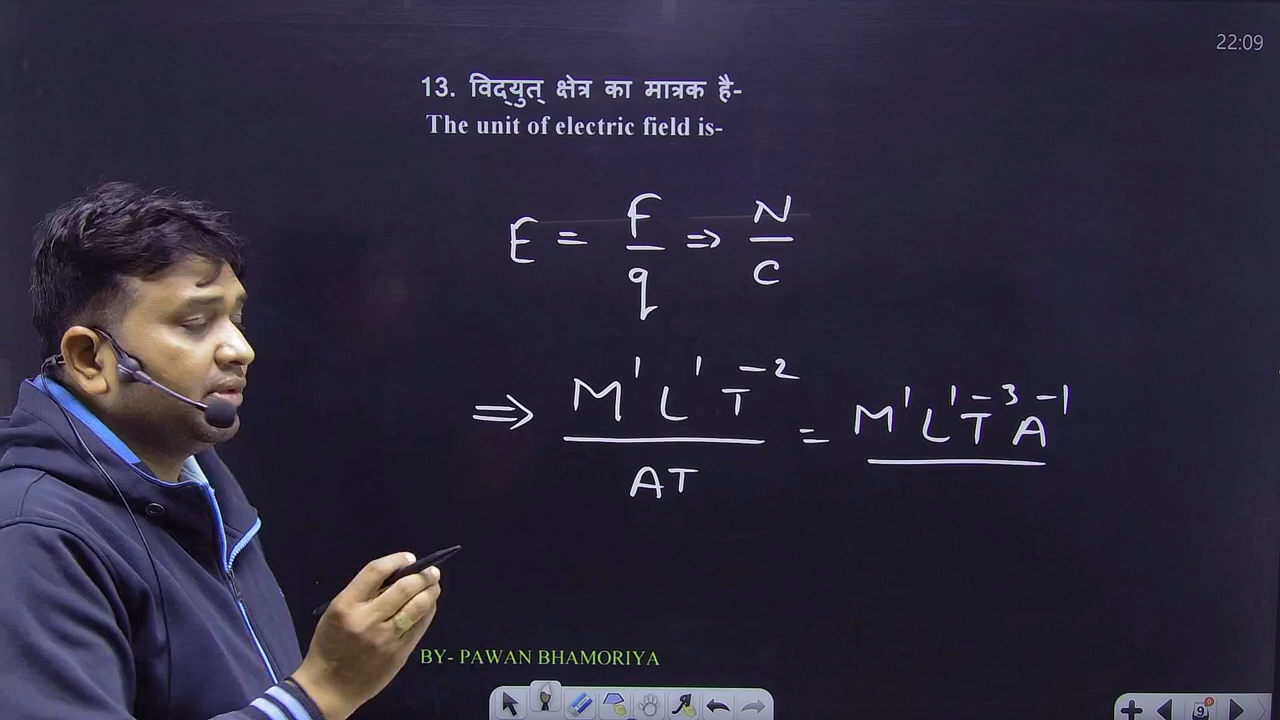 22:09
13. विद्युत् क्षेत्र का मात्रक है-
The unit of electric field is-
E = F/q ⇒ N/C
⇒ M¹L¹T⁻²/AT = M¹L¹T⁻³A⁻¹
BY- PAWAN BHAMORIYA
9